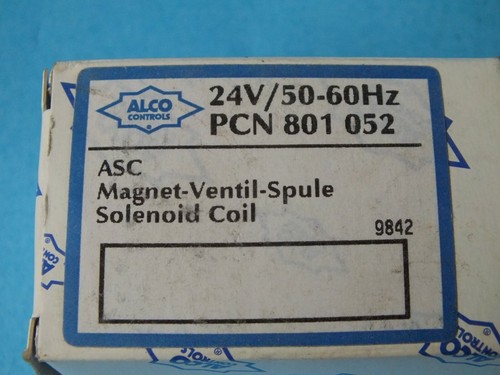 ALCO
CONTROLS
24V/50-60Hz
PCN 801 052
ASC
Magnet-Ventil-Spule
Solenoid Coil
9842